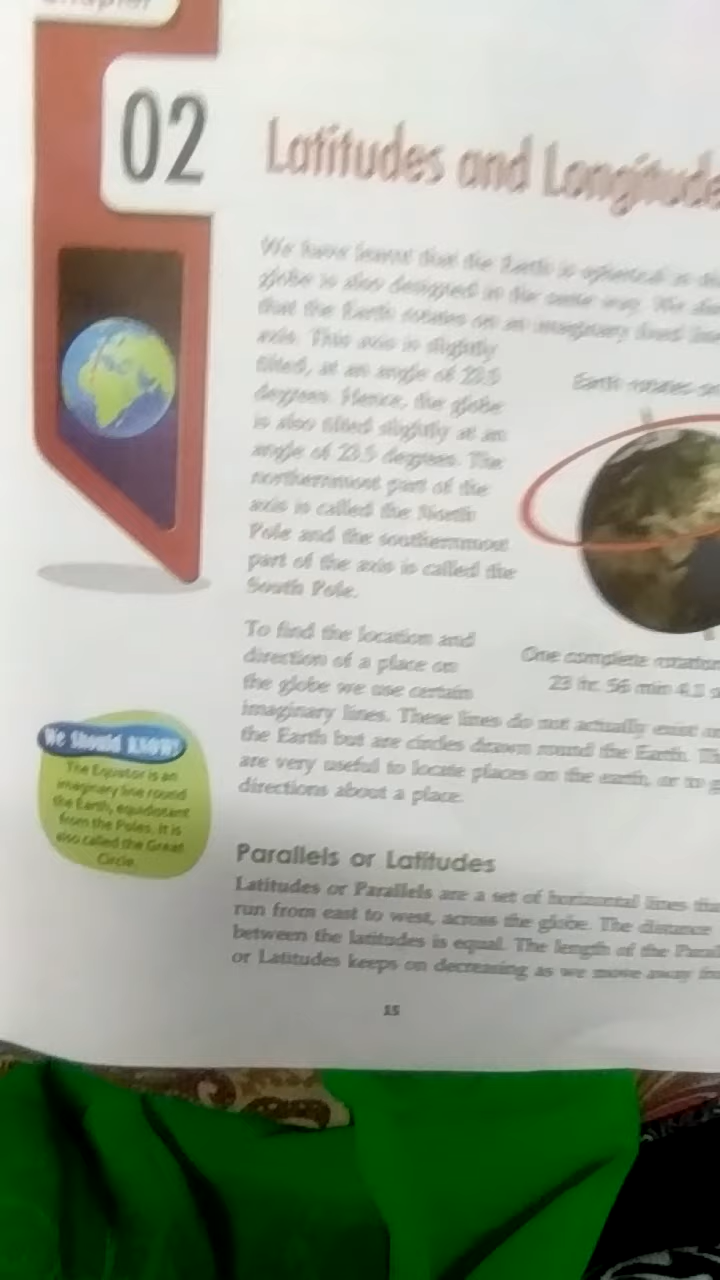 Chapter
02
Latitudes and Longitude
We have learnt that the Earth is spherical in
globe is also designed in the same way. We
that the Earth rotates on an imaginary fixed
axis. This axis is slightly
tilted, at an angle of 23.5
degrees. Hence, the globe
is also tilted slightly at an
angle of 23.5 degrees. The
northernmost part of the
axis is called the North
Pole and the southernmost
part of the axis is called the
South Pole.
Earth rotates
One complete rotation
23 hr. 56 min 4.1
To find the location and
direction of a place on
the globe we use certain
imaginary lines. These lines do not actually exist
the Earth but are circles drawn round the Earth.
are very useful to locate places on the earth, or to
directions about a place.
We Should KNOW!
The Equator is an
imaginary line round
the Earth, equidistant
from the Poles. It is
also called the Great
Circle.
Parallels or Latitudes
Latitudes or Parallels are a set of horizontal lines
run from east to west, across the globe. The distance
between the latitudes is equal. The length of the
or Latitudes keeps on decreasing as we move away
15